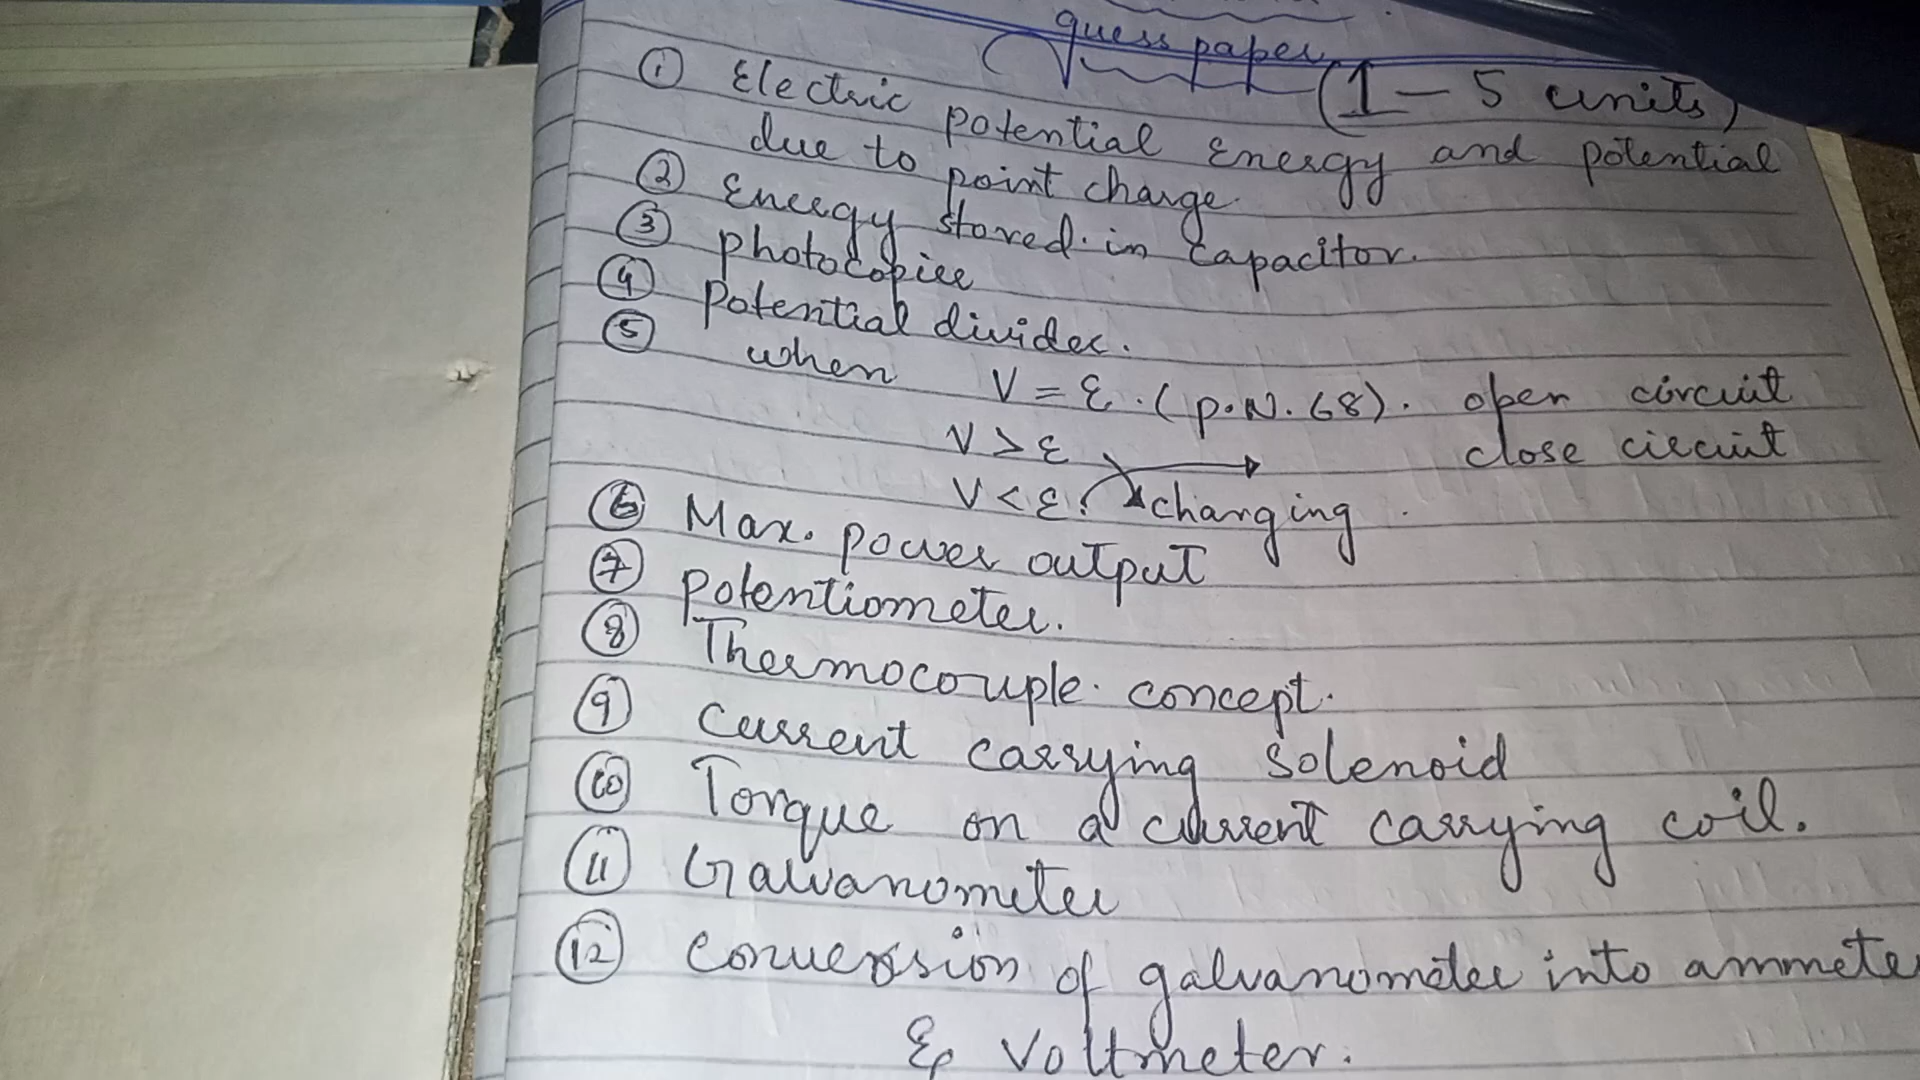 guess paper
(1 - 5 units)
① Electric potential Energy and potential
due to point charge.
② Energy stored in capacitor.
③ photocopier
④ Potential divider.
⑤ when V = ε. (P.N. 68). open circuit
V > ε close circuit
V < ε. charging.
⑥ Max. power output
⑦ potentiometer.
⑧ Thermocouple concept.
⑨ Current carrying solenoid
⑩ Torque on a current carrying coil.
⑪ Galvanometer
⑫ Conversion of galvanometer into ammete
& Voltmeter.